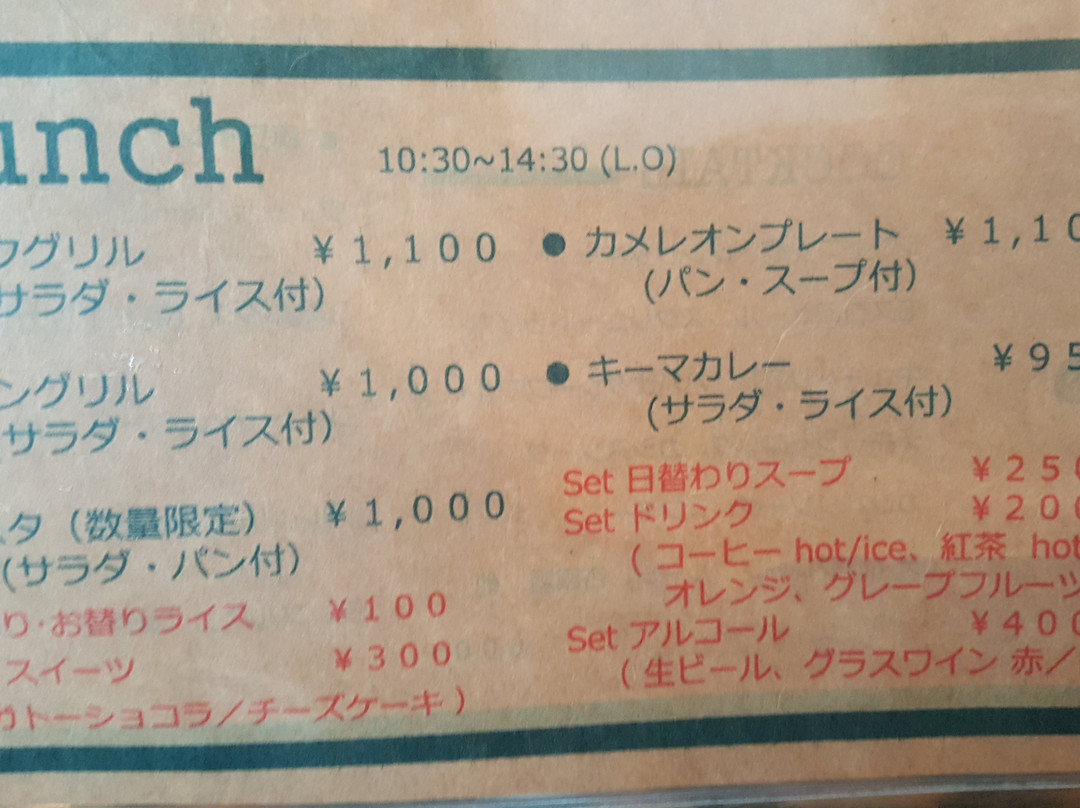 unch
10:30~14:30 (L.O)
グリル ¥1,100
サラダ・ライス付)
ングリル ¥1,000
(サラダ・ライス付)
スタ (数量限定) ¥1,000
(サラダ・パン付)
り・お替りライス ¥100
スイーツ ¥300
ガトーショコラ/チーズケーキ )
● カメレオンプレート ¥1,10
(パン・スープ付)
● キーマカレー ¥95
(サラダ・ライス付)
Set 日替わりスープ ¥250
Set ドリンク ¥200
( コーヒー hot/ice、紅茶 hot
オレンジ、グレープフルーツ
Set アルコール ¥400
( 生ビール、グラスワイン 赤/